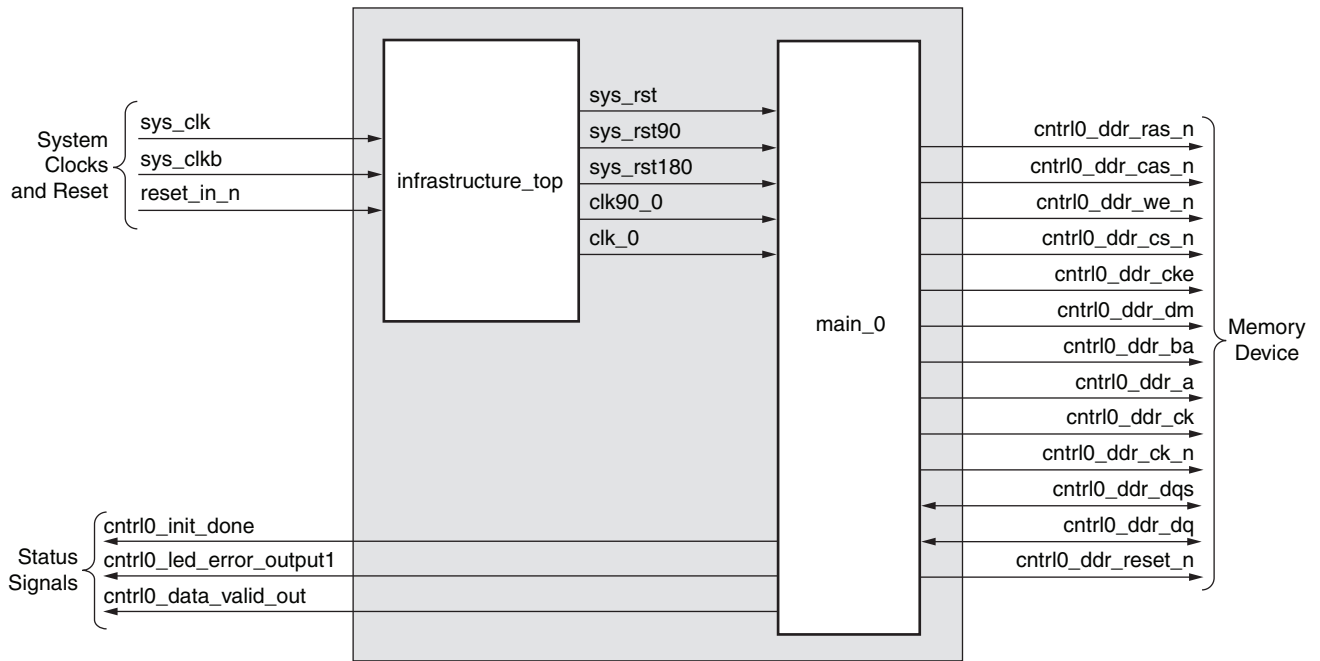 System
Clocks
and Reset
sys_clk
sys_clkb
reset_in_n
infrastructure_top
sys_rst
sys_rst90
sys_rst180
clk90_0
clk_0
main_0
cntrl0_ddr_ras_n
cntrl0_ddr_cas_n
cntrl0_ddr_we_n
cntrl0_ddr_cs_n
cntrl0_ddr_cke
cntrl0_ddr_dm
cntrl0_ddr_ba
cntrl0_ddr_a
cntrl0_ddr_ck
cntrl0_ddr_ck_n
cntrl0_ddr_dqs
cntrl0_ddr_dq
cntrl0_ddr_reset_n
Memory
Device
Status
Signals
cntrl0_init_done
cntrl0_led_error_output1
cntrl0_data_valid_out